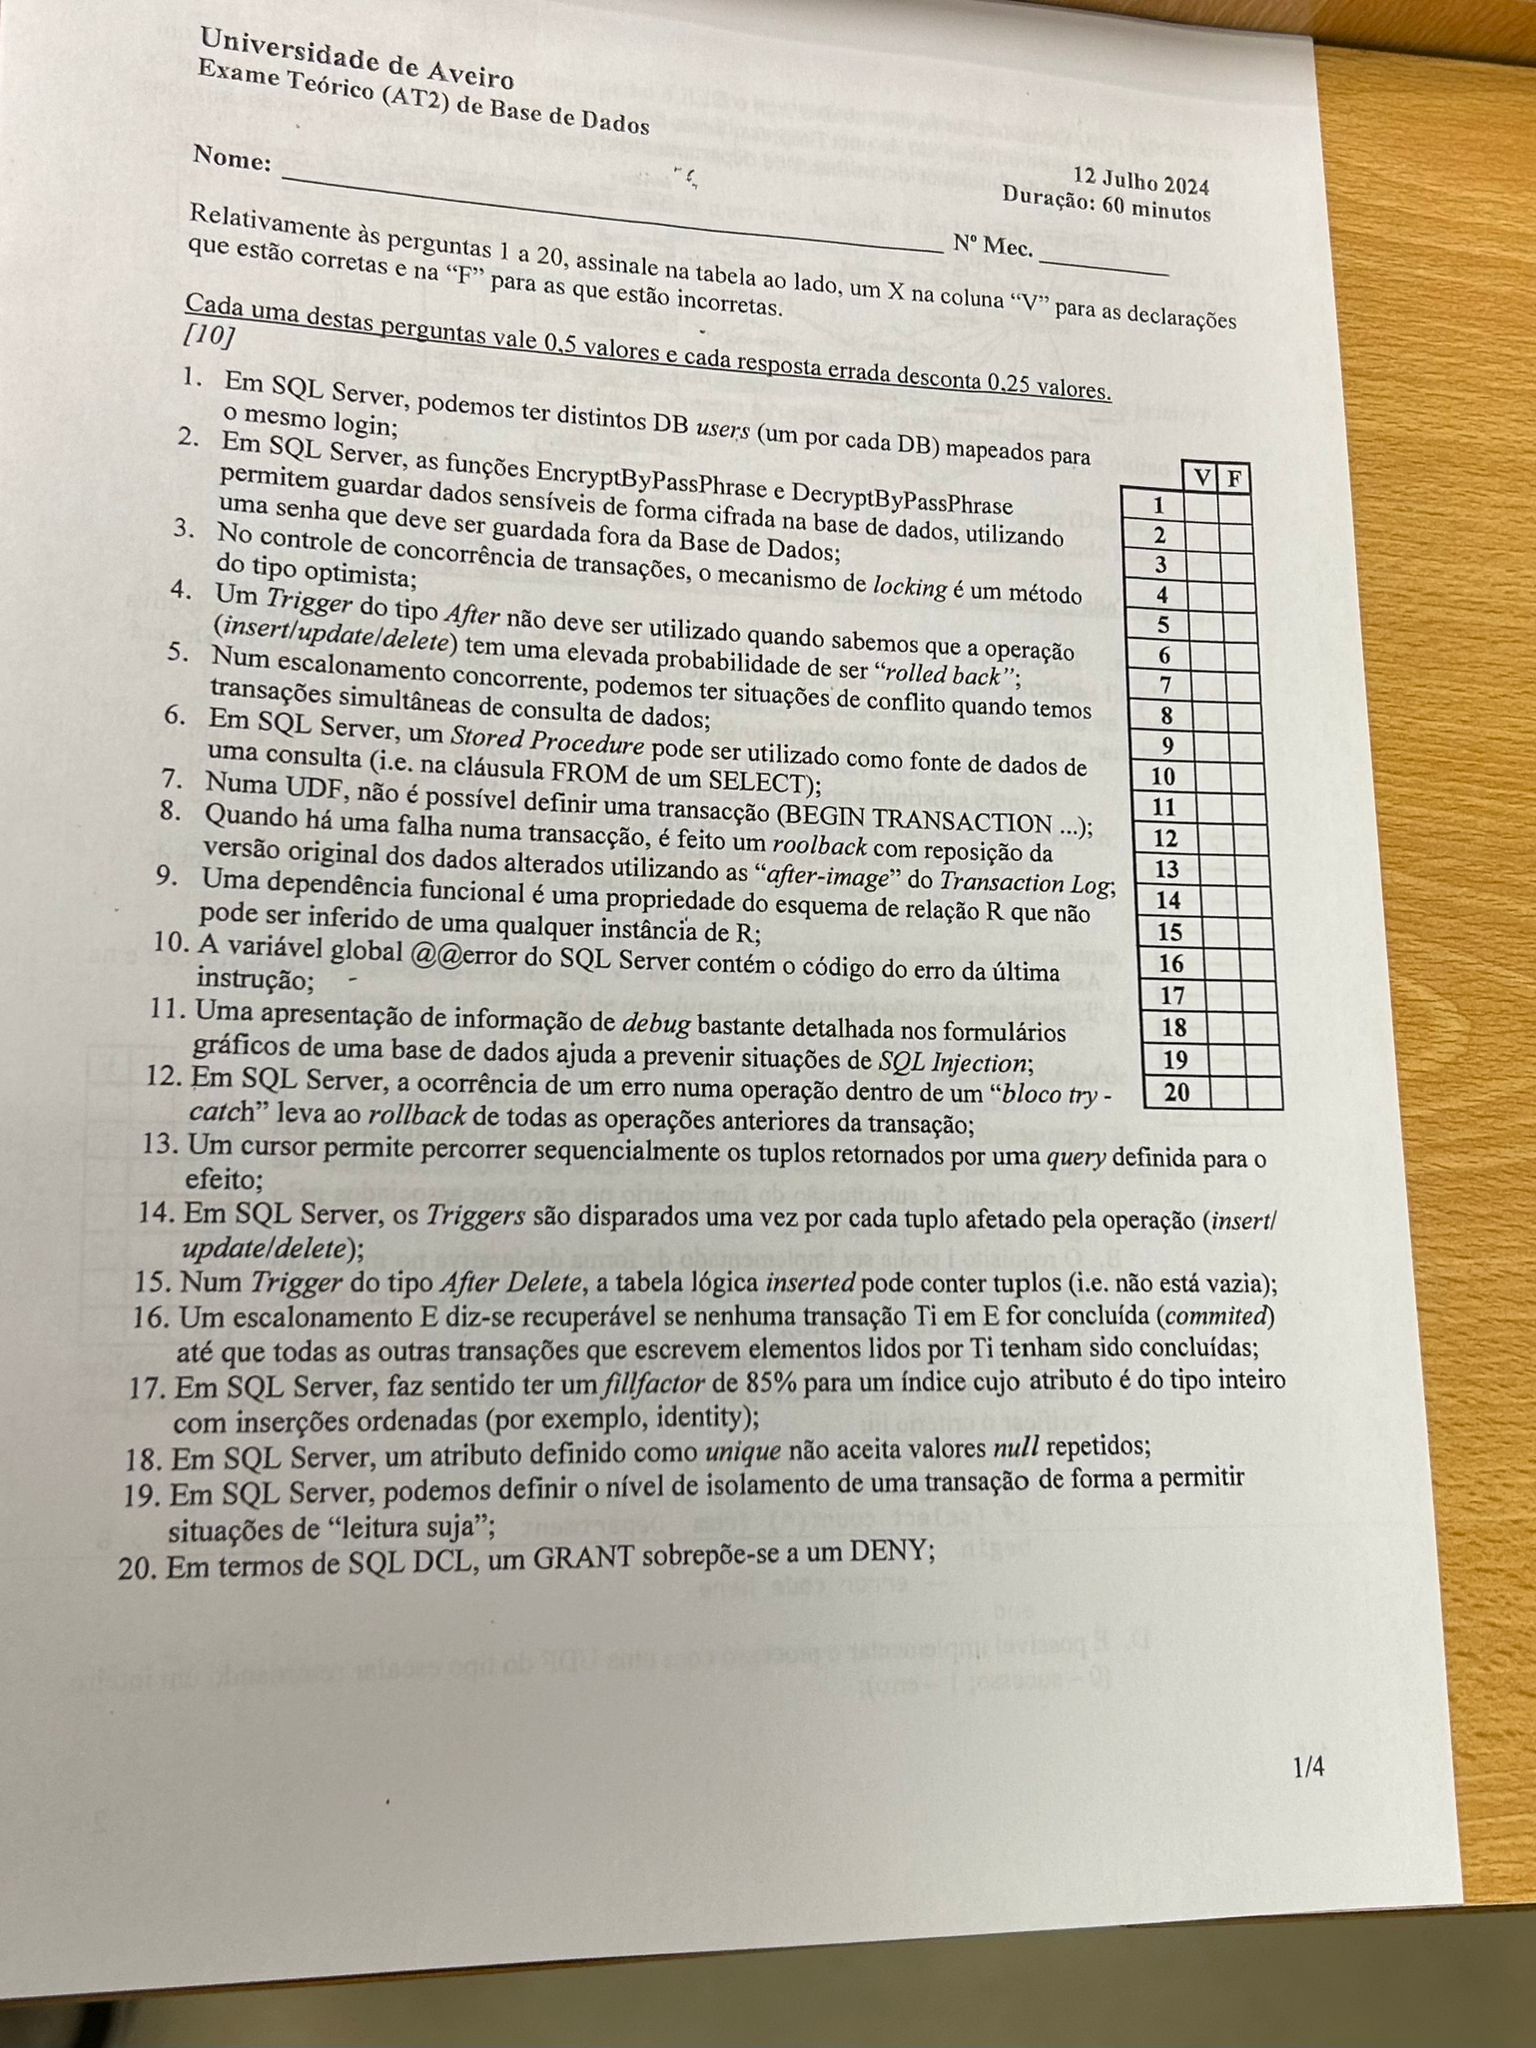 Universidade de Aveiro
Exame Teórico (AT2) de Base de Dados
12 Julho 2024
Duração: 60 minutos
Nome: Nº Mec.
Relativamente às perguntas 1 a 20, assinale na tabela ao lado, um X na coluna “V” para as declarações
que estão corretas e na “F” para as que estão incorretas.
Cada uma destas perguntas vale 0,5 valores e cada resposta errada desconta 0,25 valores.
[10]
1. Em SQL Server, podemos ter distintos DB users (um por cada DB) mapeados para
o mesmo login;
2. Em SQL Server, as funções EncryptByPassPhrase e DecryptByPassPhrase
permitem guardar dados sensíveis de forma cifrada na base de dados, utilizando
uma senha que deve ser guardada fora da Base de Dados;
3. No controle de concorrência de transações, o mecanismo de locking é um método
do tipo optimista;
4. Um Trigger do tipo After não deve ser utilizado quando sabemos que a operação
(insert/update/delete) tem uma elevada probabilidade de ser “rolled back”;
5. Num escalonamento concorrente, podemos ter situações de conflito quando temos
transações simultâneas de consulta de dados;
6. Em SQL Server, um Stored Procedure pode ser utilizado como fonte de dados de
uma consulta (i.e. na cláusula FROM de um SELECT);
7. Numa UDF, não é possível definir uma transacção (BEGIN TRANSACTION ...);
8. Quando há uma falha numa transacção, é feito um roolback com reposição da
versão original dos dados alterados utilizando as “after-image” do Transaction Log;
9. Uma dependência funcional é uma propriedade do esquema de relação R que não
pode ser inferido de uma qualquer instância de R;
10. A variável global @@error do SQL Server contém o código do erro da última
instrução;
11. Uma apresentação de informação de debug bastante detalhada nos formulários
gráficos de uma base de dados ajuda a prevenir situações de SQL Injection;
12. Em SQL Server, a ocorrência de um erro numa operação dentro de um “bloco try -
catch” leva ao rollback de todas as operações anteriores da transação;
13. Um cursor permite percorrer sequencialmente os tuplos retornados por uma query definida para o
efeito;
14. Em SQL Server, os Triggers são disparados uma vez por cada tuplo afetado pela operação (insert/
update/delete);
15. Num Trigger do tipo After Delete, a tabela lógica inserted pode conter tuplos (i.e. não está vazia);
16. Um escalonamento E diz-se recuperável se nenhuma transação Ti em E for concluída (commited)
até que todas as outras transações que escrevem elementos lidos por Ti tenham sido concluídas;
17. Em SQL Server, faz sentido ter um fillfactor de 85% para um índice cujo atributo é do tipo inteiro
com inserções ordenadas (por exemplo, identity);
18. Em SQL Server, um atributo definido como unique não aceita valores null repetidos;
19. Em SQL Server, podemos definir o nível de isolamento de uma transação de forma a permitir
situações de “leitura suja”;
20. Em termos de SQL DCL, um GRANT sobrepõe-se a um DENY;
V F
1
2
3
4
5
6
7
8
9
10
11
12
13
14
15
16
17
18
19
20
1/4